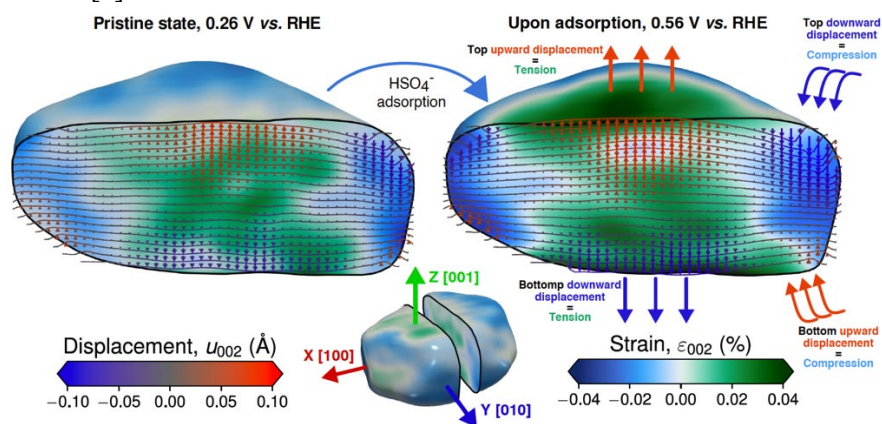 Pristine state, 0.26 V vs. RHE
Upon adsorption, 0.56 V vs. RHE
HSO₄⁻
adsorption
Top upward displacement
=
Tension
Top downward
displacement
=
Compression
Z [001]
X [100]
Y [010]
Bottomp downward
displacement
=
Tension
Bottom upward
displacement
=
Compression
Displacement, u₀₀₂ (Å)
−0.10 −0.05 0.00 0.05 0.10
Strain, ε₀₀₂ (%)
−0.04 −0.02 0.00 0.02 0.04